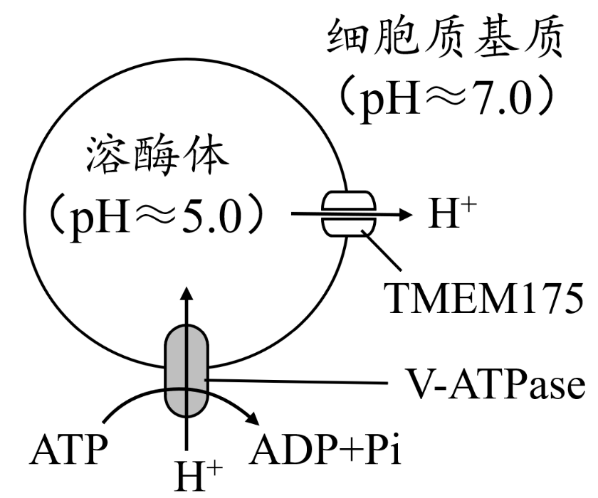 细胞质基质
（pH≈7.0）
溶酶体
（pH≈5.0）
H⁺
TMEM175
V-ATPase
ATP
ADP+Pi
H⁺